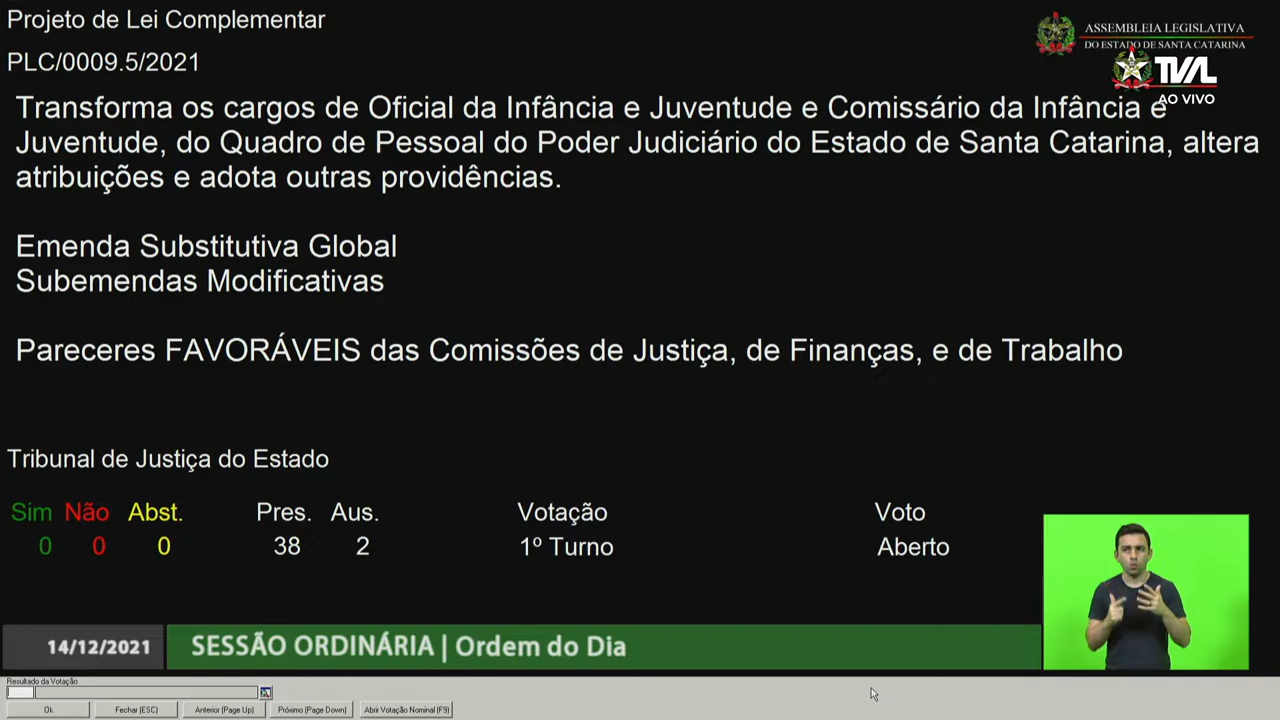 Projeto de Lei Complementar
ASSEMBLEIA LEGISLATIVA
DO ESTADO DE SANTA CATARINA
PLC/0009.5/2021
TVAL
AO VIVO
Transforma os cargos de Oficial da Infância e Juventude e Comissário da Infância e
Juventude, do Quadro de Pessoal do Poder Judiciário do Estado de Santa Catarina, altera
atribuições e adota outras providências.
Emenda Substitutiva Global
Subemendas Modificativas
Pareceres FAVORÁVEIS das Comissões de Justiça, de Finanças, e de Trabalho
Tribunal de Justiça do Estado
Sim Não Abst. Pres. Aus. Votação Voto
0 0 0 38 2 1º Turno Aberto
14/12/2021 SESSÃO ORDINÁRIA | Ordem do Dia
Resultado da Votação
Ok Fechar (ESC) Anterior (Page Up) Próximo (Page Down) Abrir Votação Nominal (F9)